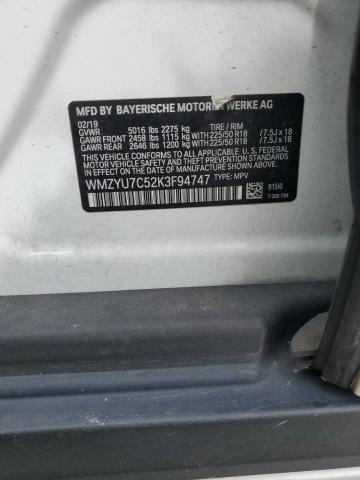 MFD BY BAYERISCHE MOTOREN WERKE AG
02/19
GVWR 5016 lbs 2275 kg TIRE / RIM
GAWR FRONT 2458 lbs 1115 kg WITH 225/50 R18 /7.5J x 18
GAWR REAR 2646 lbs 1200 kg WITH 225/50 R18 /7.5J x 18
THIS VEHICLE CONFORMS TO ALL APPLICABLE FEDERAL
MOTOR VEHICLE SAFETY, BUMPER AND THEFT PREVENTION
STANDARDS IN EFFECT ON THE DATE OF MANUFACTURE SHOWN ABOVE.
WMZYU7C52K3F94747 TYPE: MPV